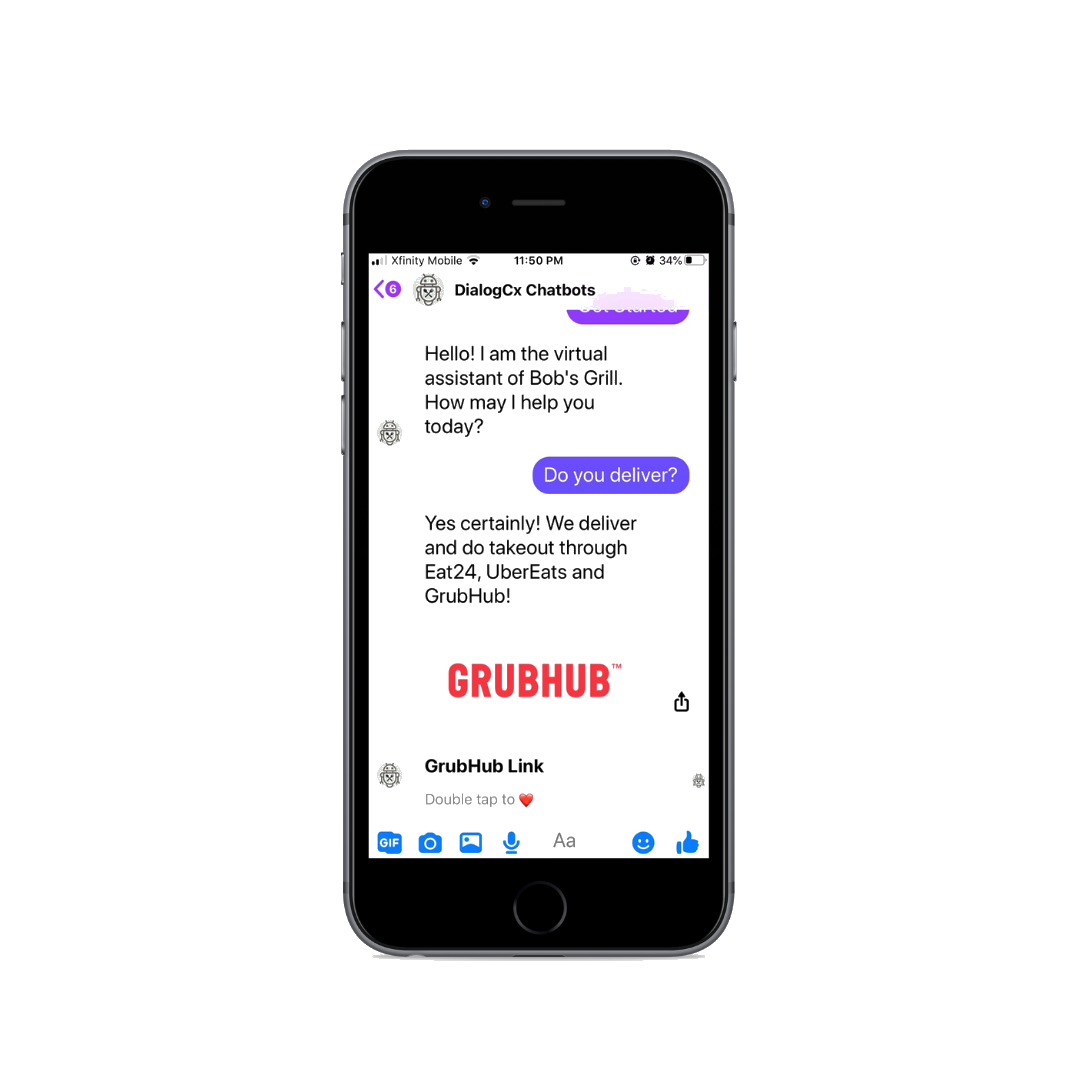 Xfinity Mobile 11:50 PM 34%
6 DialogCx Chatbots
Get Started
Hello! I am the virtual
assistant of Bob's Grill.
How may I help you
today?
Do you deliver?
Yes certainly! We deliver
and do takeout through
Eat24, UberEats and
GrubHub!
GRUBHUB™
GrubHub Link
Double tap to ❤️
GIF Aa